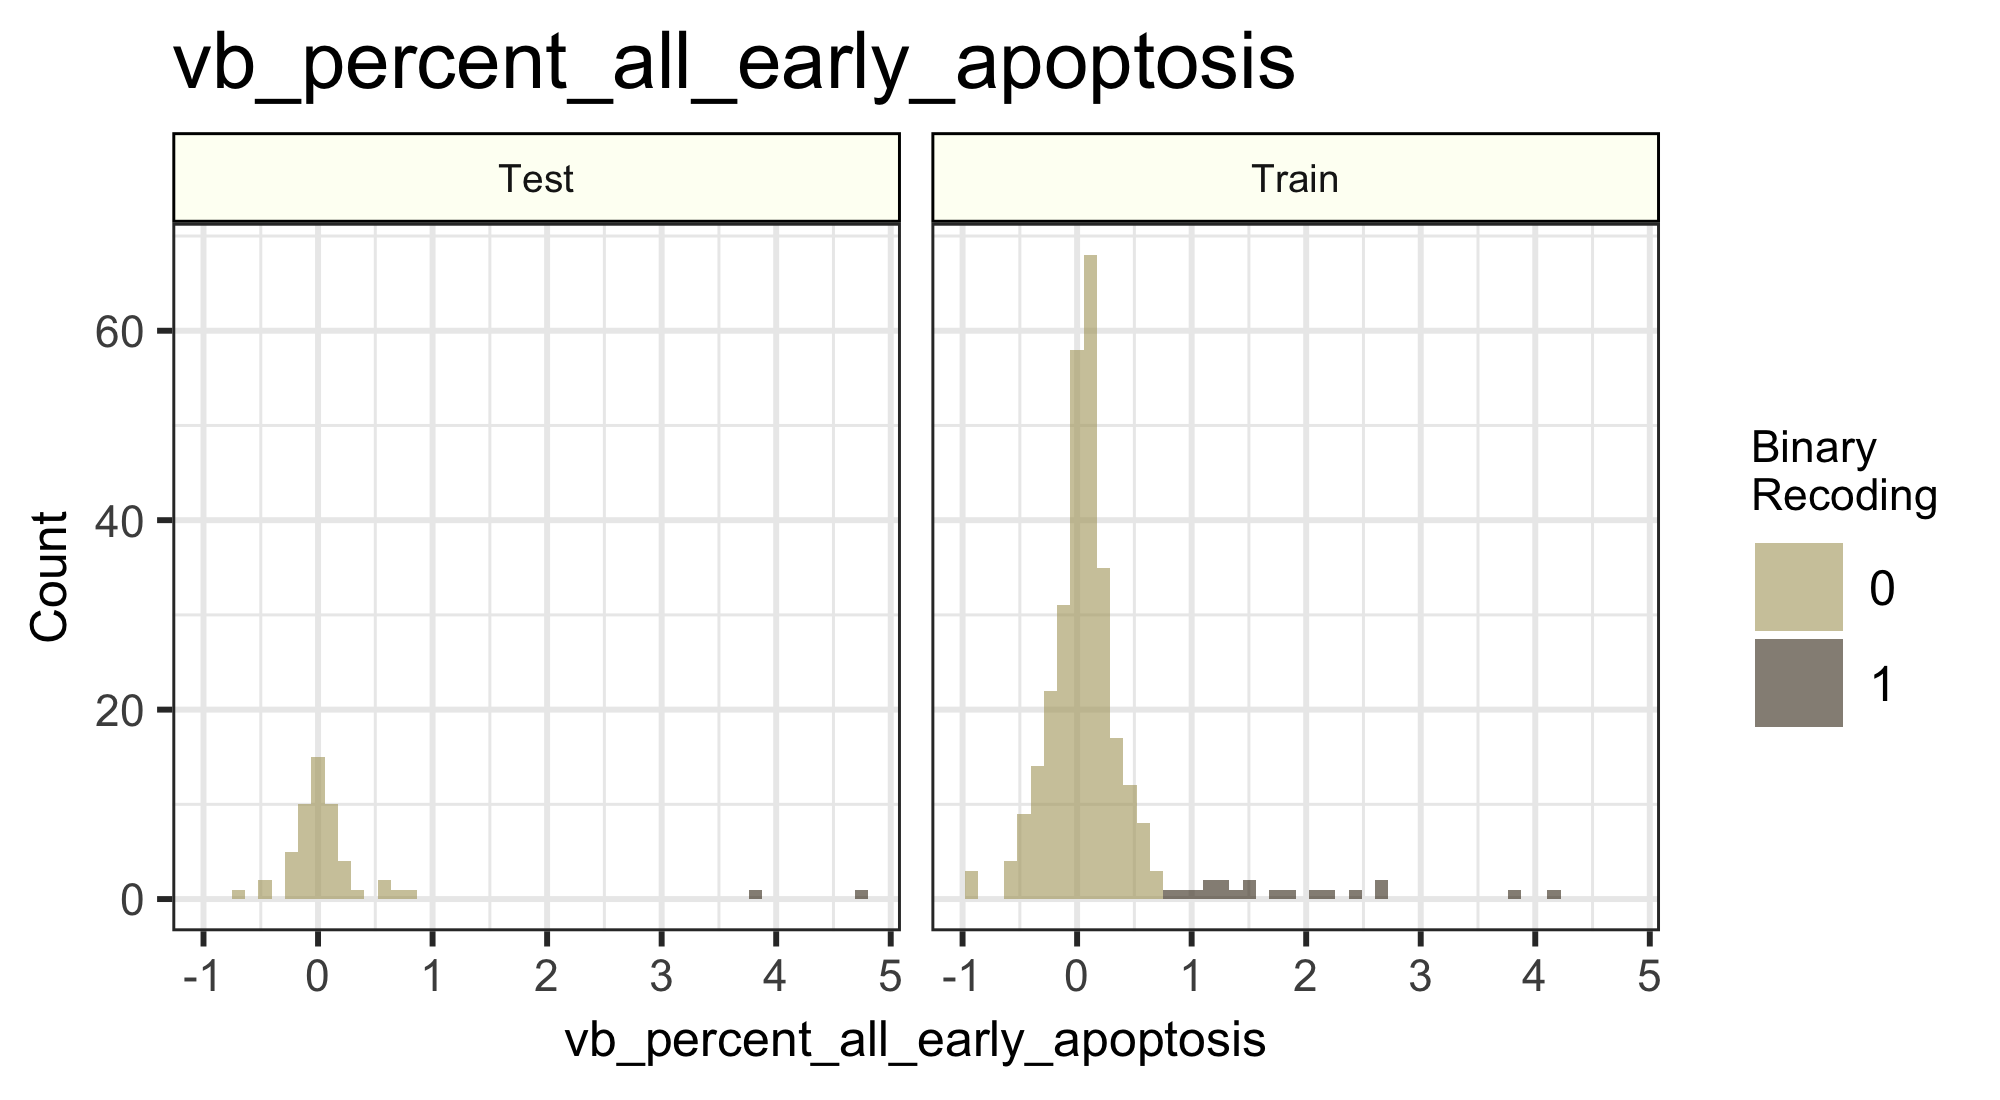 vb_percent_all_early_apoptosis
Test
Train
60
40
20
0
Count
-1 0 1 2 3 4 5
-1 0 1 2 3 4 5
vb_percent_all_early_apoptosis
Binary
Recoding
0
1